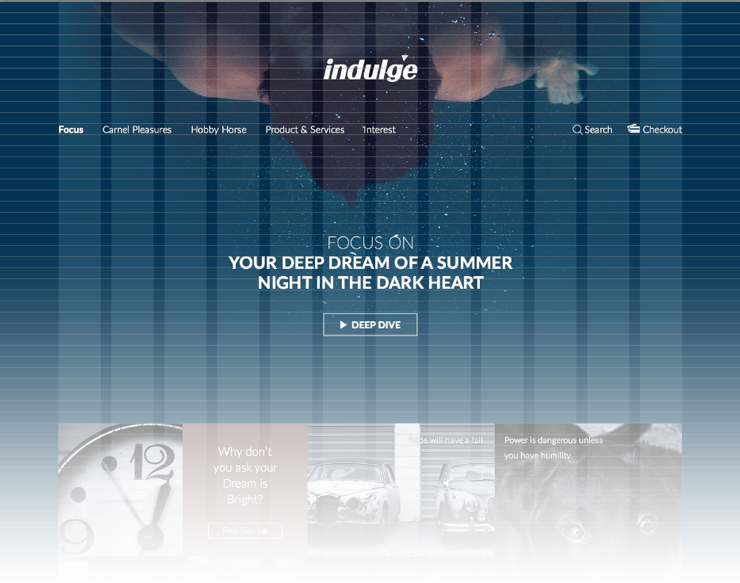 indulge
Focus
Carnel Pleasures
Hobby Horse
Product & Services
Interest
Search
Checkout
FOCUS ON
YOUR DEEP DREAM OF A SUMMER
NIGHT IN THE DARK HEART
DEEP DIVE
12
9
Why don't
you ask your
Dream is
Bright?
will have a fall.
Power is dangerous unless
you have humility.